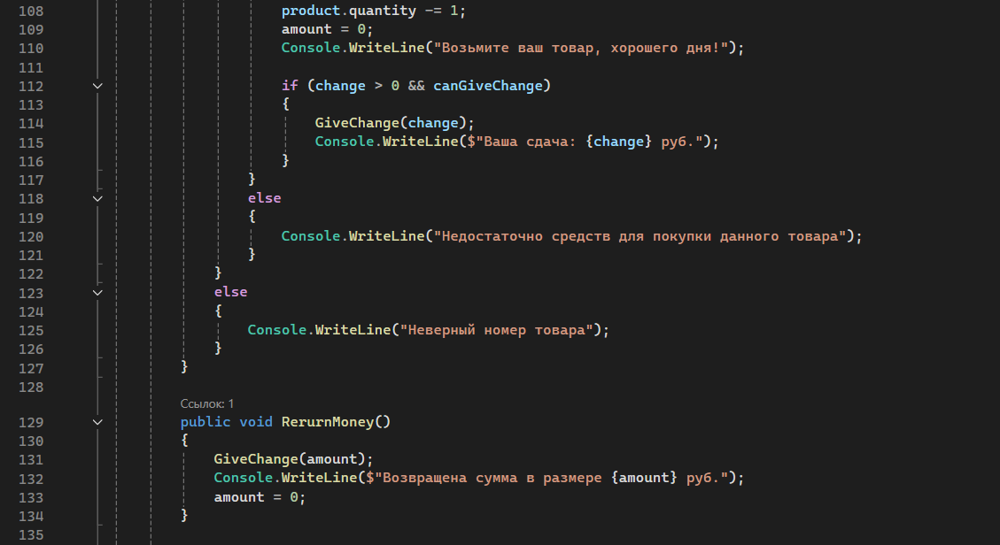 108 product.quantity -= 1;
109 amount = 0;
110 Console.WriteLine("Возьмите ваш товар, хорошего дня!");
111
112 if (change > 0 && canGiveChange)
113 {
114 GiveChange(change);
115 Console.WriteLine($"Ваша сдача: {change} руб.");
116 }
117 }
118 else
119 {
120 Console.WriteLine("Недостаточно средств для покупки данного товара");
121 }
122 }
123 else
124 {
125 Console.WriteLine("Неверный номер товара");
126 }
127 }
128
Ссылок: 1
129 public void RerurnMoney()
130 {
131 GiveChange(amount);
132 Console.WriteLine($"Возвращена сумма в размере {amount} руб.");
133 amount = 0;
134 }
135